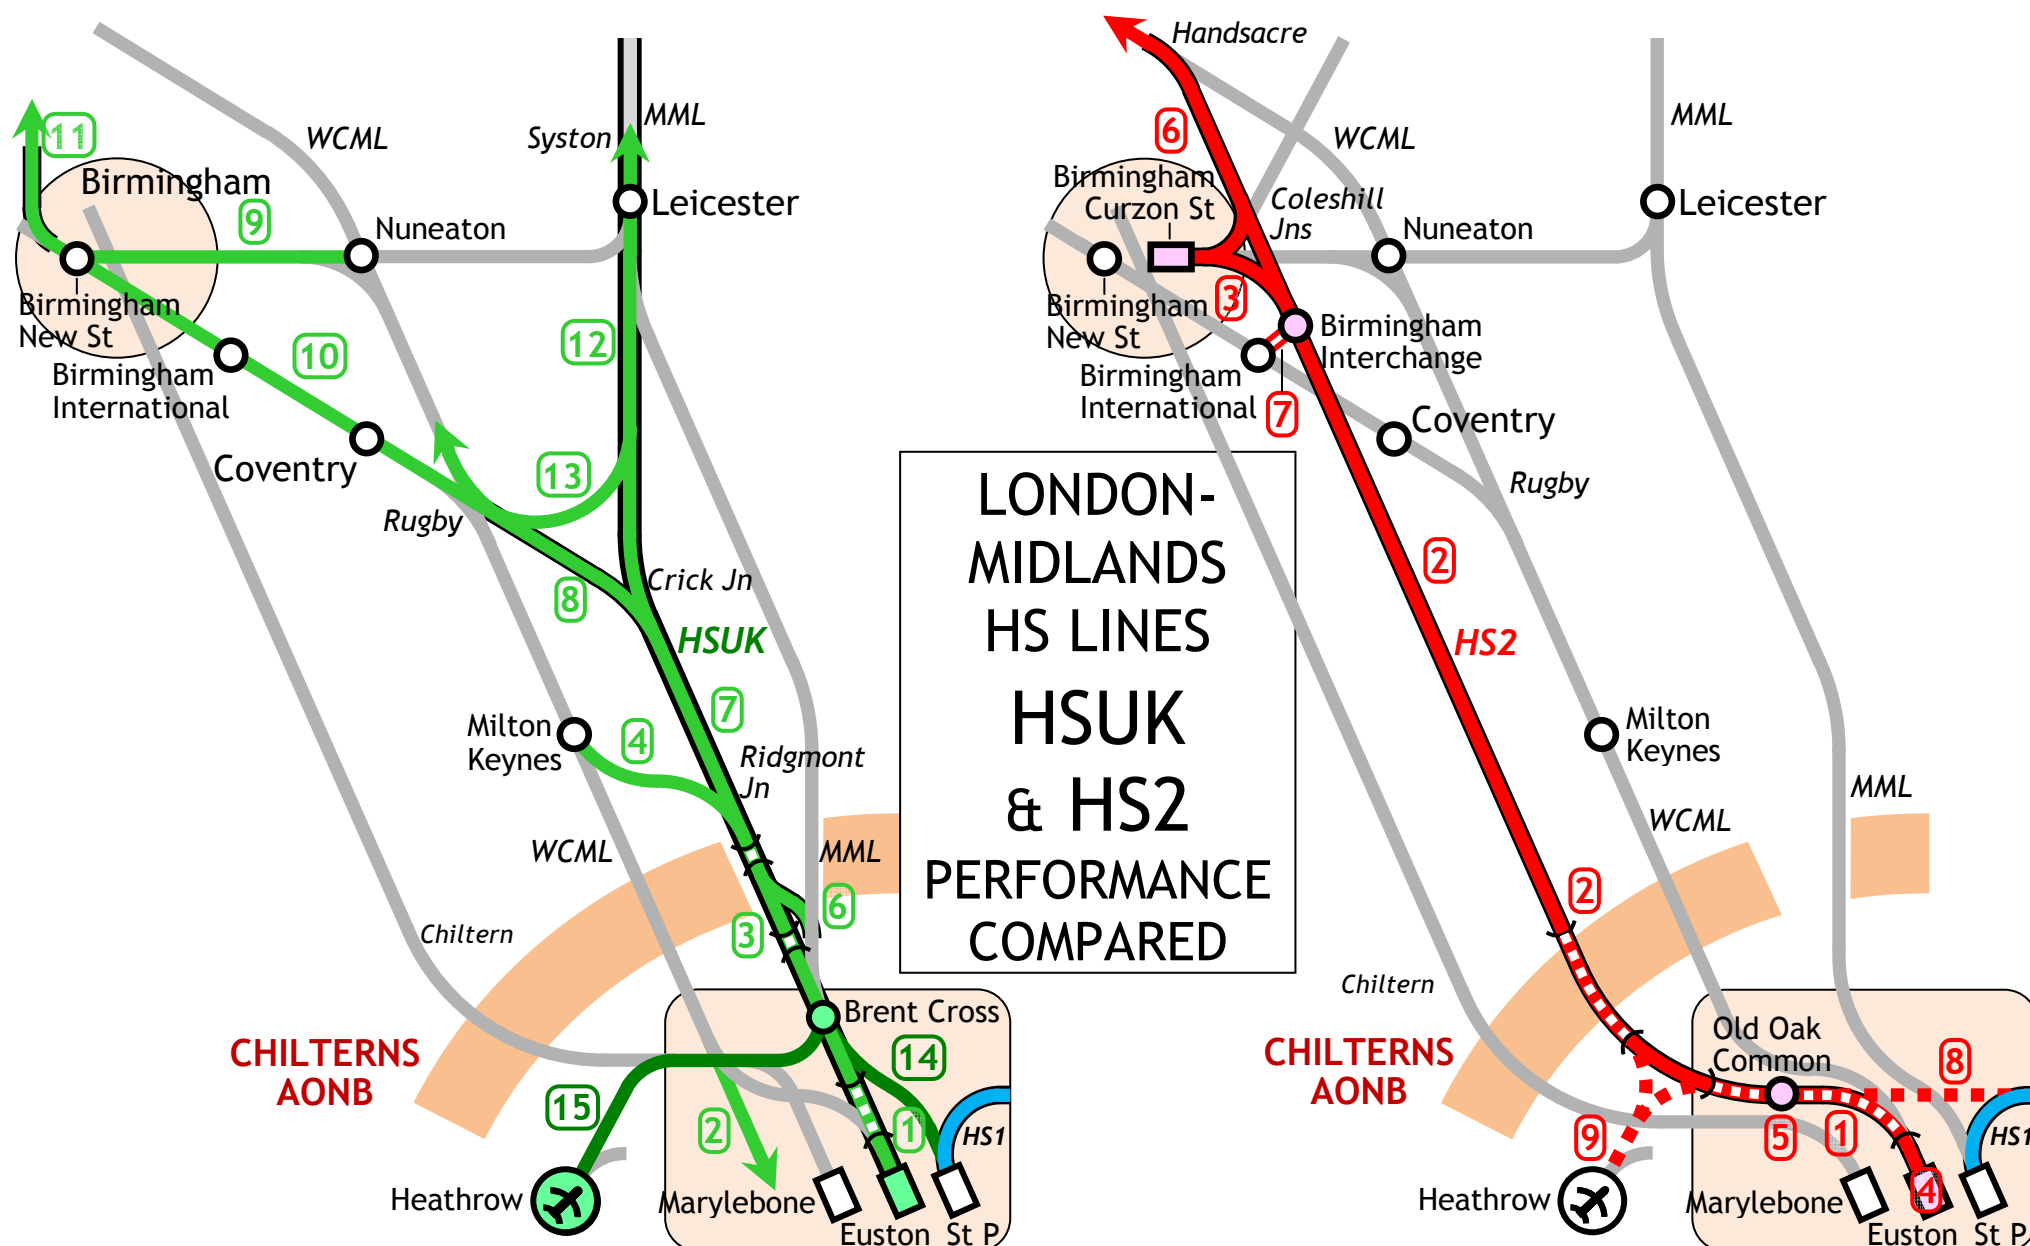 11
Birmingham
9
WCML
Syston
MML
Leicester
Nuneaton
Birmingham
New St
Birmingham
International
10
12
Coventry
13
Rugby
8
Crick Jn
HSUK
7
Milton
Keynes
4
Ridgmont
Jn
WCML
MML
6
3
Chiltern
CHILTERNS
AONB
Brent Cross
14
15
2
1
HS1
Heathrow
Marylebone
Euston
St P
LONDON-
MIDLANDS
HS LINES
HSUK
& HS2
PERFORMANCE
COMPARED
Handsacre
6
WCML
MML
Birmingham
Curzon St
Coleshill
Jns
Leicester
Nuneaton
3
Birmingham
New St
Birmingham
Interchange
Birmingham
International
7
Coventry
Rugby
2
HS2
Milton
Keynes
WCML
MML
2
Chiltern
CHILTERNS
AONB
Old Oak
Common
8
9
5
1
HS1
4
Heathrow
Marylebone
Euston
St P